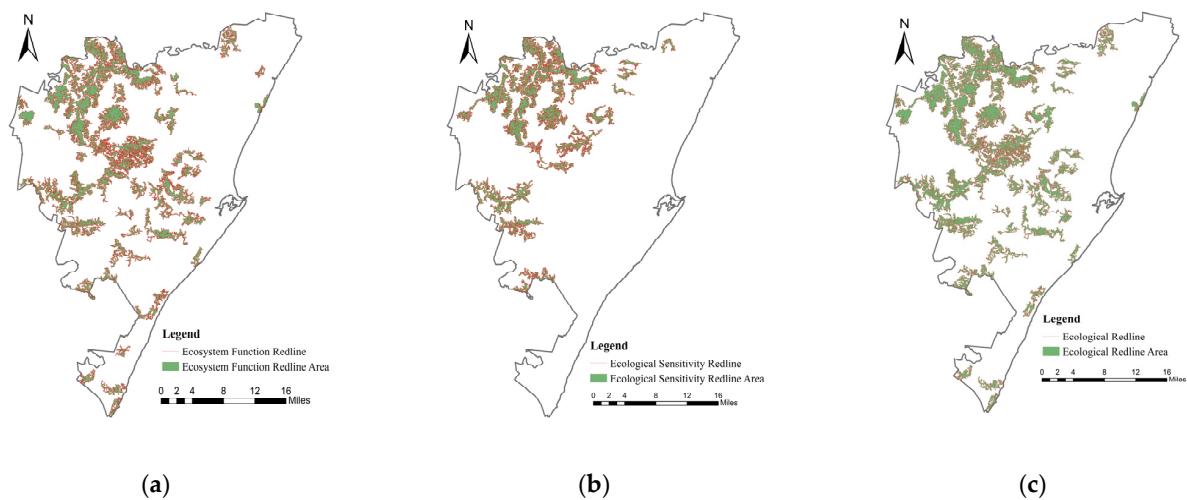 N
Legend
Ecosystem Function Redline
Ecosystem Function Redline Area
0 2 4 8 12 16
Miles
(a)
N
Legend
Ecological Sensitivity Redline
Ecological Sensitivity Redline Area
0 2 4 8 12 16
Miles
(b)
N
Legend
Ecological Redline
Ecological Redline Area
0 2 4 8 12 16
Miles
(c)